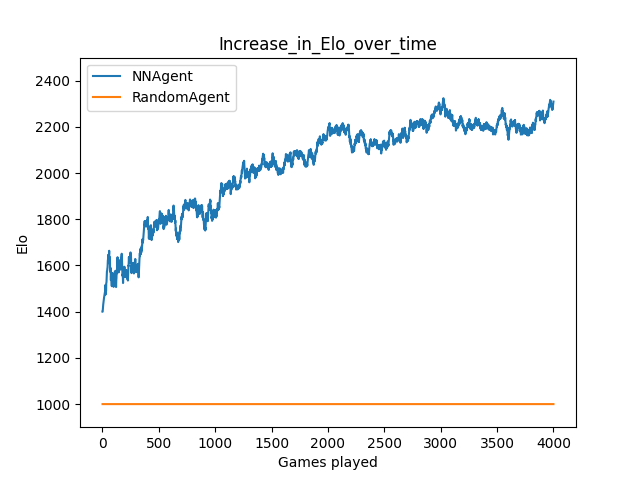 Increase_in_Elo_over_time
NNAgent
RandomAgent
2400
2200
2000
1800
1600
1400
1200
1000
Elo
0 500 1000 1500 2000 2500 3000 3500 4000
Games played